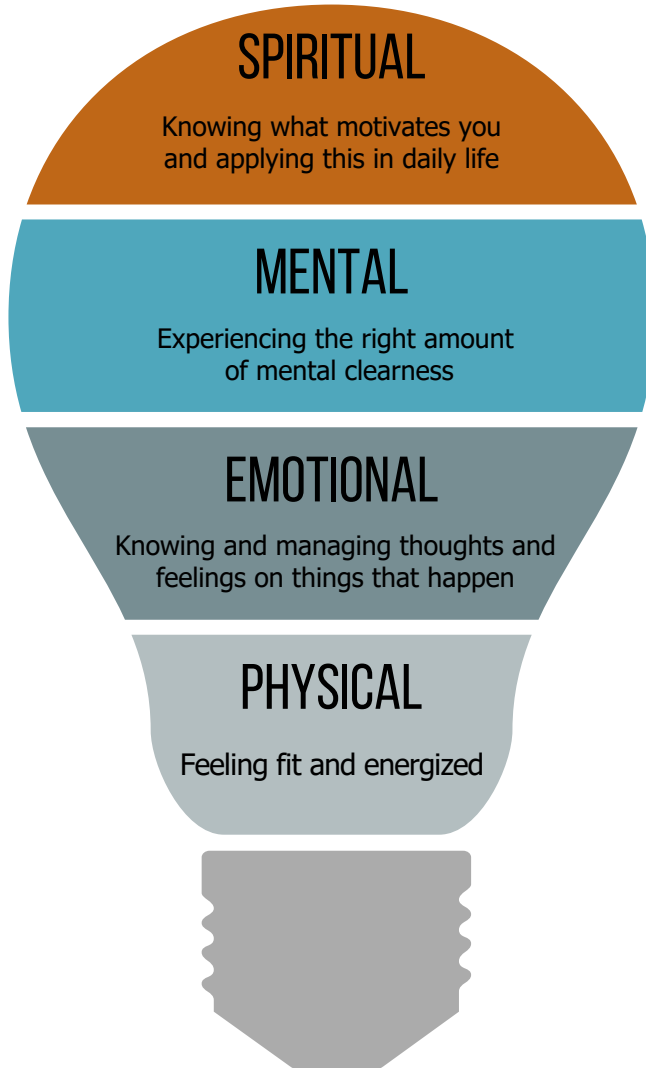 SPIRITUAL
Knowing what motivates you
and applying this in daily life
MENTAL
Experiencing the right amount
of mental clearness
EMOTIONAL
Knowing and managing thoughts and
feelings on things that happen
PHYSICAL
Feeling fit and energized